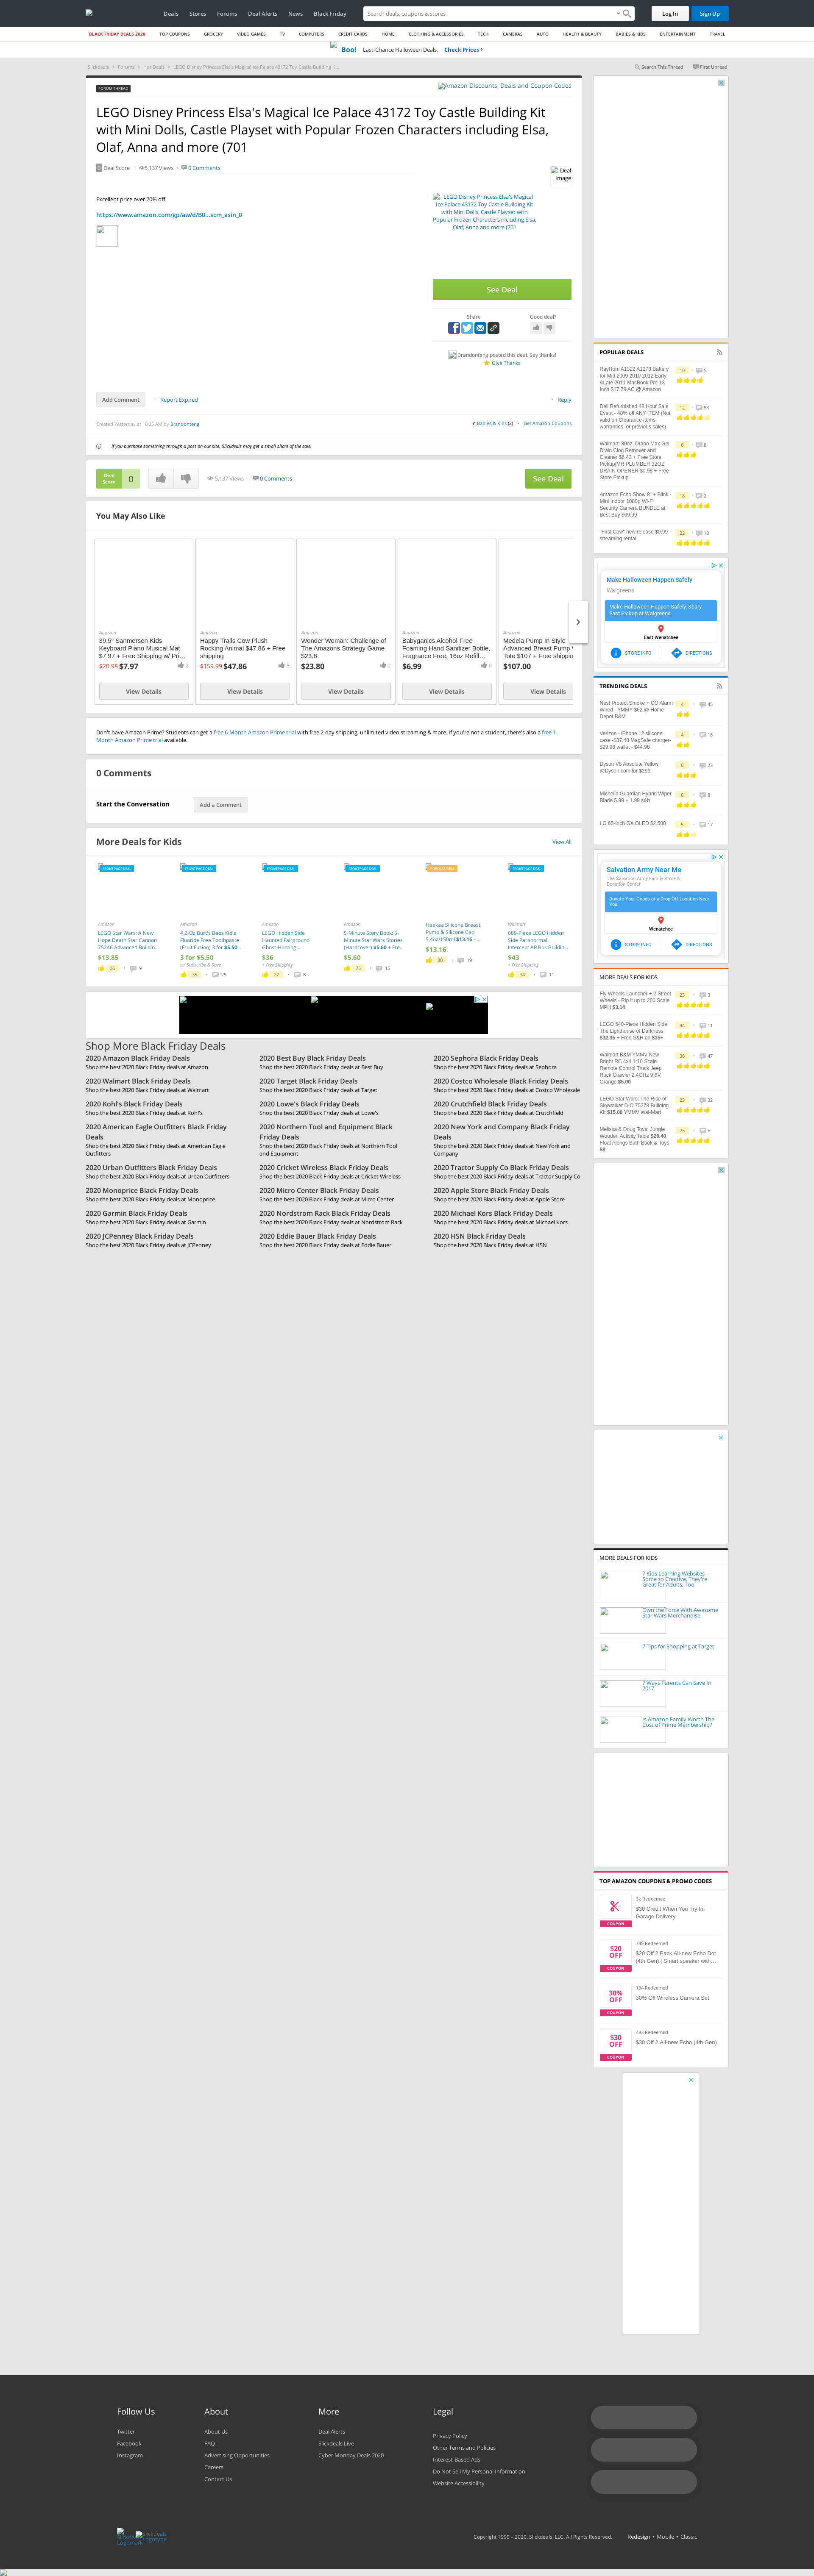 Deals Stores Forums Deal Alerts News Black Friday
Search deals, coupons & stores
Log In
Sign Up
BLACK FRIDAY DEALS 2020 TOP COUPONS GROCERY VIDEO GAMES TV COMPUTERS CREDIT CARDS HOME CLOTHING & ACCESSORIES TECH CAMERAS AUTO HEALTH & BEAUTY BABIES & KIDS ENTERTAINMENT TRAVEL
Boo! Last-Chance Halloween Deals. Check Prices
Slickdeals Forums Hot Deals LEGO Disney Princess Elsa's Magical Ice Palace 43172 Toy Castle Building K...
Search This Thread First Unread
FORUM THREAD
Amazon Discounts, Deals and Coupon Codes
LEGO Disney Princess Elsa's Magical Ice Palace 43172 Toy Castle Building Kit
with Mini Dolls, Castle Playset with Popular Frozen Characters including Elsa,
Olaf, Anna and more (701
0 Deal Score 5,137 Views 0 Comments
Deal
Image
Excellent price over 20% off
https://www.amazon.com/gp/aw/d/B0...scm_asin_0
LEGO Disney Princess Elsa's Magical
Ice Palace 43172 Toy Castle Building Kit
with Mini Dolls, Castle Playset with
Popular Frozen Characters including Elsa,
Olaf, Anna and more (701
See Deal
Share
Good deal?
Brandonteng posted this deal. Say thanks!
Give Thanks
Add Comment
Report Expired
Reply
Created Yesterday at 10:25 AM by Brandonteng
in Babies & Kids (2) Get Amazon Coupons
If you purchase something through a post on our site, Slickdeals may get a small share of the sale.
Deal
Score
0
5,137 Views 0 Comments
See Deal
You May Also Like
Amazon
39.5" Sanmersen Kids
Keyboard Piano Musical Mat
$7.97 + Free Shipping w/ Pri...
$20.98 $7.97 2
View Details
Amazon
Happy Trails Cow Plush
Rocking Animal $47.86 + Free
shipping
$159.99 $47.86 3
View Details
Amazon
Wonder Woman: Challenge of
The Amazons Strategy Game
$23.8
$23.80 2
View Details
Amazon
Babyganics Alcohol-Free
Foaming Hand Sanitizer Bottle,
Fragrance Free, 16oz Refill...
$6.99 0
View Details
Amazon
Medela Pump In Style
Advanced Breast Pump
Tote $107 + Free shippin
$107.00
View Details
Don't have Amazon Prime? Students can get a free 6-Month Amazon Prime trial with free 2-day shipping, unlimited video streaming & more. If you're not a student, there's also a free 1-
Month Amazon Prime trial available.
0 Comments
Start the Conversation
Add a Comment
More Deals for Kids
View All
FRONTPAGE DEAL
Amazon
LEGO Star Wars: A New
Hope Death Star Cannon
75246 Advanced Buildin...
$13.85
26 9
FRONTPAGE DEAL
Amazon
4.2-Oz Burt's Bees Kid's
Fluoride Free Toothpaste
(Fruit Fusion) 3 for $5.50...
3 for $5.50
w/ Subscribe & Save
35 25
FRONTPAGE DEAL
Amazon
LEGO Hidden Side
Haunted Fairground
Ghost-Hunting...
$36
+ Free Shipping
27 8
FRONTPAGE DEAL
Amazon
5-Minute Story Book: 5-
Minute Star Wars Stories
(Hardcover) $5.60 + Fre...
$5.60
75 15
POPULAR DEAL
Haakaa Silicone Breast
Pump & Silicone Cap
5.4oz/150ml $13.16 +...
$13.16
30 19
FRONTPAGE DEAL
Walmart
689-Piece LEGO Hidden
Side Paranormal
Intercept AR Bus Buildin...
$43
+ Free Shipping
34 11
Shop More Black Friday Deals
2020 Amazon Black Friday Deals
Shop the best 2020 Black Friday deals at Amazon
2020 Best Buy Black Friday Deals
Shop the best 2020 Black Friday deals at Best Buy
2020 Sephora Black Friday Deals
Shop the best 2020 Black Friday deals at Sephora
2020 Walmart Black Friday Deals
Shop the best 2020 Black Friday deals at Walmart
2020 Target Black Friday Deals
Shop the best 2020 Black Friday deals at Target
2020 Costco Wholesale Black Friday Deals
Shop the best 2020 Black Friday deals at Costco Wholesale
2020 Kohl's Black Friday Deals
Shop the best 2020 Black Friday deals at Kohl's
2020 Lowe's Black Friday Deals
Shop the best 2020 Black Friday deals at Lowe's
2020 Crutchfield Black Friday Deals
Shop the best 2020 Black Friday deals at Crutchfield
2020 American Eagle Outfitters Black Friday
Deals
Shop the best 2020 Black Friday deals at American Eagle
Outfitters
2020 Northern Tool and Equipment Black
Friday Deals
Shop the best 2020 Black Friday deals at Northern Tool
and Equipment
2020 New York and Company Black Friday
Deals
Shop the best 2020 Black Friday deals at New York and
Company
2020 Urban Outfitters Black Friday Deals
Shop the best 2020 Black Friday deals at Urban Outfitters
2020 Cricket Wireless Black Friday Deals
Shop the best 2020 Black Friday deals at Cricket Wireless
2020 Tractor Supply Co Black Friday Deals
Shop the best 2020 Black Friday deals at Tractor Supply Co
2020 Monoprice Black Friday Deals
Shop the best 2020 Black Friday deals at Monoprice
2020 Micro Center Black Friday Deals
Shop the best 2020 Black Friday deals at Micro Center
2020 Apple Store Black Friday Deals
Shop the best 2020 Black Friday deals at Apple Store
2020 Garmin Black Friday Deals
Shop the best 2020 Black Friday deals at Garmin
2020 Nordstrom Rack Black Friday Deals
Shop the best 2020 Black Friday deals at Nordstrom Rack
2020 Michael Kors Black Friday Deals
Shop the best 2020 Black Friday deals at Michael Kors
2020 JCPenney Black Friday Deals
Shop the best 2020 Black Friday deals at JCPenney
2020 Eddie Bauer Black Friday Deals
Shop the best 2020 Black Friday deals at Eddie Bauer
2020 HSN Black Friday Deals
Shop the best 2020 Black Friday deals at HSN
POPULAR DEALS
RayHom A1322 A1278 Battery
for Mid 2009 2010 2012 Early
&Late 2011 MacBook Pro 13
Inch $17.79 AC @ Amazon
10 5
Dell Refurbished 48 Hour Sale
Event - 48% off ANY ITEM (Not
valid on Clearance items,
warranties, or previous sales)
12 53
Walmart: 80oz. Drano Max Gel
Drain Clog Remover and
Cleaner $6.43 + Free Store
Pickup|MR PLUMBER 32OZ
DRAIN OPENER $0.96 + Free
Store Pickup
6 8
Amazon Echo Show 8" + Blink -
Mini Indoor 1080p Wi-Fi
Security Camera BUNDLE at
Best Buy $69.99
18 2
"First Cow" new release $0.99
streaming rental
22 18
Make Halloween Happen Safely
Walgreens
Make Halloween Happen Safely. Scary
Fast Pickup at Walgreens
East Wenatchee
STORE INFO DIRECTIONS
TRENDING DEALS
Nest Protect Smoke + CO Alarm
Wired - YMMY $62 @ Home
Depot B&M
4 45
Verizon - iPhone 12 silicone
case -$37.48 MagSafe charger-
$29.98 wallet - $44.98
4 18
Dyson V8 Absolute Yellow
@Dyson.com for $299
6 23
Michelin Guardian Hybrid Wiper
Blade 5.99 + 1.99 s&h
6 8
LG 65-Inch GX OLED $2,500
5 17
Salvation Army Near Me
The Salvation Army Family Store &
Donation Center
Donate Your Goods at a Drop Off Location Near
You
Wenatchee
STORE INFO DIRECTIONS
MORE DEALS FOR KIDS
Fly Wheels Launcher + 2 Street
Wheels - Rip it up to 200 Scale
MPH $3.14
23 3
LEGO 540-Piece Hidden Side
The Lighthouse of Darkness
$32.35 + Free S&H on $35+
44 11
Walmart B&M YMMV New
Bright RC 4x4 1:10 Scale
Remote Control Truck Jeep
Rock Crawler 2.4GHz 9.6V,
Orange $5.00
36 47
LEGO Star Wars: The Rise of
Skywalker D-O 75278 Building
Kit $15.00 YMMV Wal-Mart
23 32
Melissa & Doug Toys: Jungle
Wooden Activity Table $26.40,
Float Alongs Bath Book & Toys
$8
25 6
MORE DEALS FOR KIDS
7 Kids Learning Websites --
Some so Creative, They're
Great for Adults, Too
Own the Force With Awesome
Star Wars Merchandise
7 Tips for Shopping at Target
7 Ways Parents Can Save In
2017
Is Amazon Family Worth The
Cost of Prime Membership?
TOP AMAZON COUPONS & PROMO CODES
COUPON
3k Redeemed
$30 Credit When You Try In-
Garage Delivery
$20
OFF
COUPON
740 Redeemed
$20 Off 2 Pack All-new Echo Dot
(4th Gen) | Smart speaker with...
30%
OFF
COUPON
134 Redeemed
30% Off Wireless Camera Set
$30
OFF
COUPON
483 Redeemed
$30 Off 2 All-new Echo (4th Gen)
Follow Us
Twitter
Facebook
Instagram
About
About Us
FAQ
Advertising Opportunities
Careers
Contact Us
More
Deal Alerts
Slickdeals Live
Cyber Monday Deals 2020
Legal
Privacy Policy
Other Terms and Policies
Interest-Based Ads
Do Not Sell My Personal Information
Website Accessibility
Slickdeals
Logomark
Slickdeals
Logotype
Copyright 1999 - 2020. Slickdeals, LLC. All Rights Reserved. Redesign • Mobile • Classic